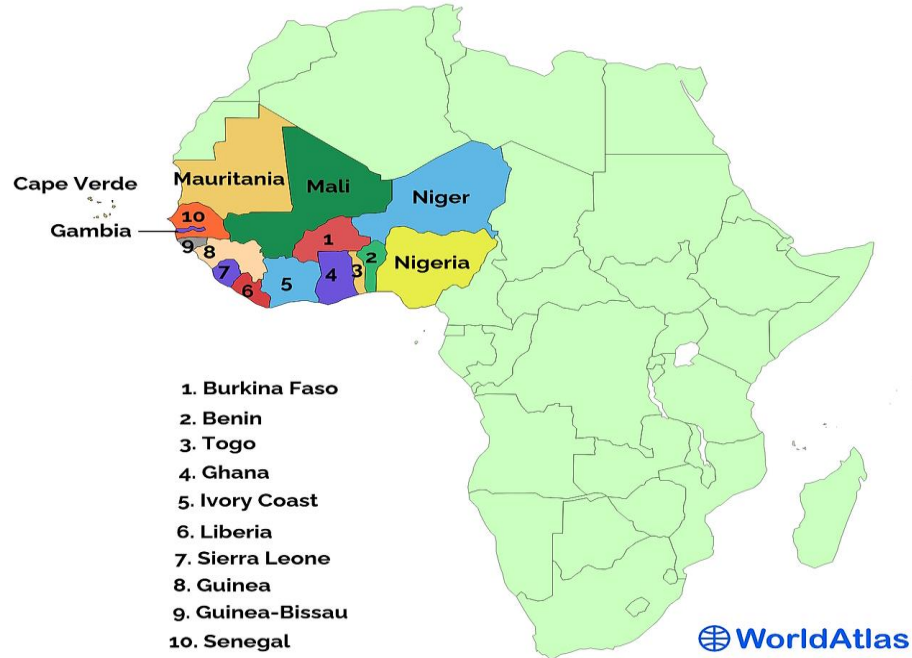 Cape Verde
Mauritania
Mali
Niger
10
Gambia
9
8
1
2
Nigeria
7
6
5
4
3
1. Burkina Faso
2. Benin
3. Togo
4. Ghana
5. Ivory Coast
6. Liberia
7. Sierra Leone
8. Guinea
9. Guinea-Bissau
10. Senegal
WorldAtlas